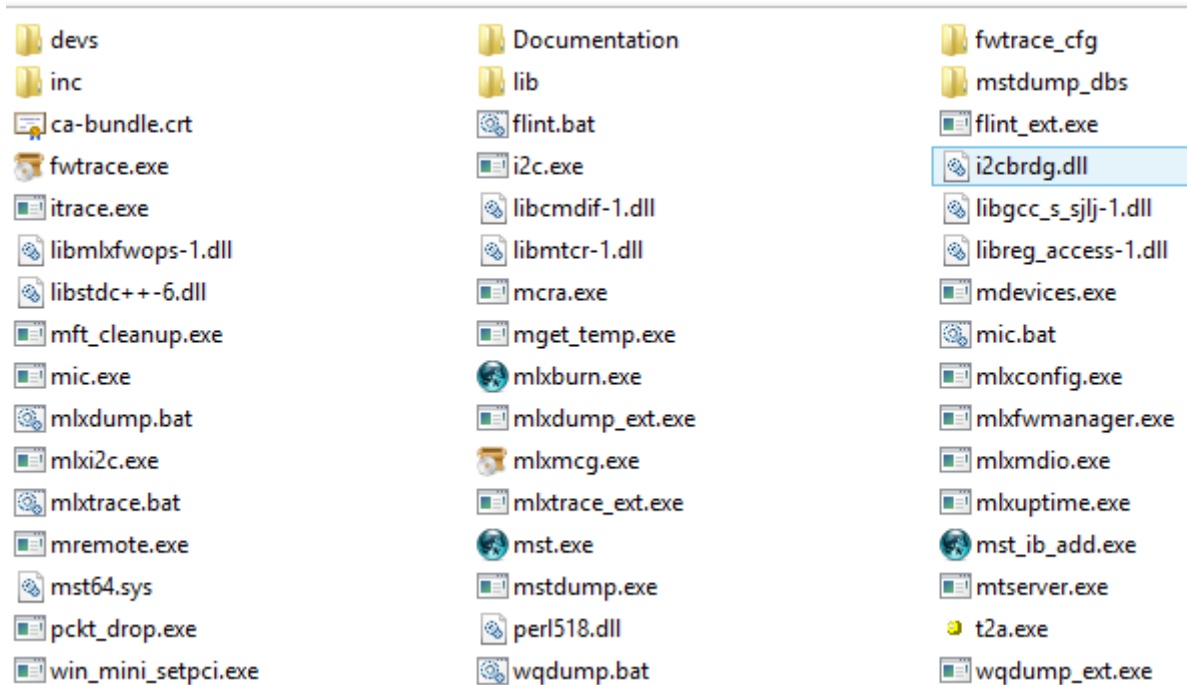 devs Documentation fwtrace_cfg
inc lib mstdump_dbs
ca-bundle.crt flint.bat flint_ext.exe
fwtrace.exe i2c.exe i2cbrdg.dll
itrace.exe libcmdif-1.dll libgcc_s_sjlj-1.dll
libmlxfwops-1.dll libmtcr-1.dll libreg_access-1.dll
libstdc++-6.dll mcra.exe mdevices.exe
mft_cleanup.exe mget_temp.exe mic.bat
mic.exe mlxburn.exe mlxconfig.exe
mlxdump.bat mlxdump_ext.exe mlxfwmanager.exe
mlxi2c.exe mlxmcg.exe mlxmdio.exe
mlxtrace.bat mlxtrace_ext.exe mlxuptime.exe
mremote.exe mst.exe mst_ib_add.exe
mst64.sys mstdump.exe mtserver.exe
pckt_drop.exe perl518.dll t2a.exe
win_mini_setpci.exe wqdump.bat wqdump_ext.exe